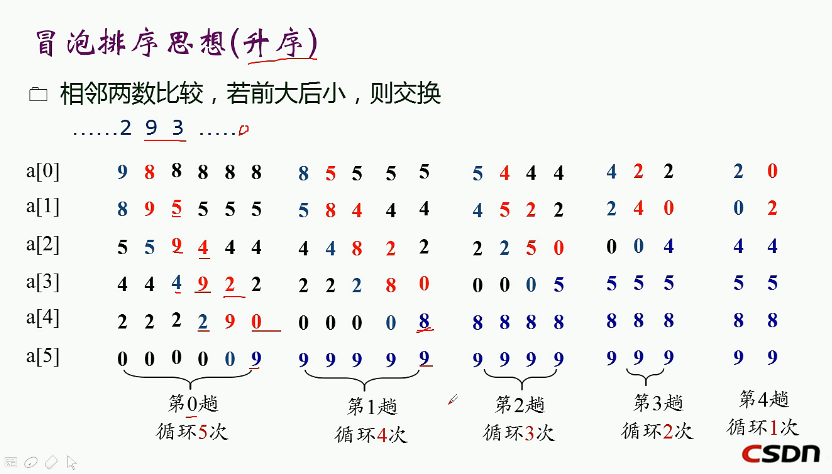 冒泡排序思想(升序)
相邻两数比较，若前大后小，则交换
……2 9 3 ……
a[0] 9 8 8 8 8 8 8 5 5 5 5 5 4 4 4 4 2 2 2 0
a[1] 8 9 5 5 5 5 5 8 4 4 4 4 5 2 2 2 4 0 0 2
a[2] 5 5 9 4 4 4 4 4 8 2 2 2 2 5 0 0 0 4 4 4
a[3] 4 4 4 9 2 2 2 2 2 8 0 0 0 0 5 5 5 5 5 5
a[4] 2 2 2 2 9 0 0 0 0 0 8 8 8 8 8 8 8 8 8 8
a[5] 0 0 0 0 0 9 9 9 9 9 9 9 9 9 9 9 9 9 9 9
第0趟 第1趟 第2趟 第3趟 第4趟
循环5次 循环4次 循环3次 循环2次 循环1次
CSDN